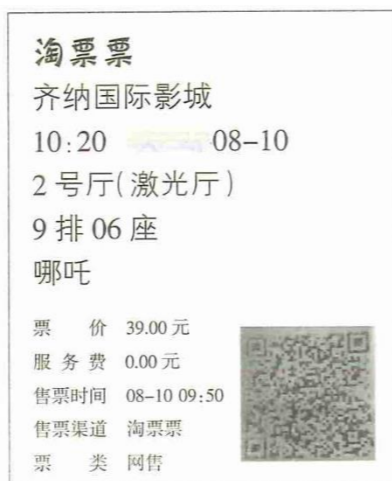 淘票票
齐纳国际影城
10:20 08-10
2号厅(激光厅)
9排06座
哪吒
票 价 39.00元
服务费 0.00元
售票时间 08-10 09:50
售票渠道 淘票票
票 类 网售